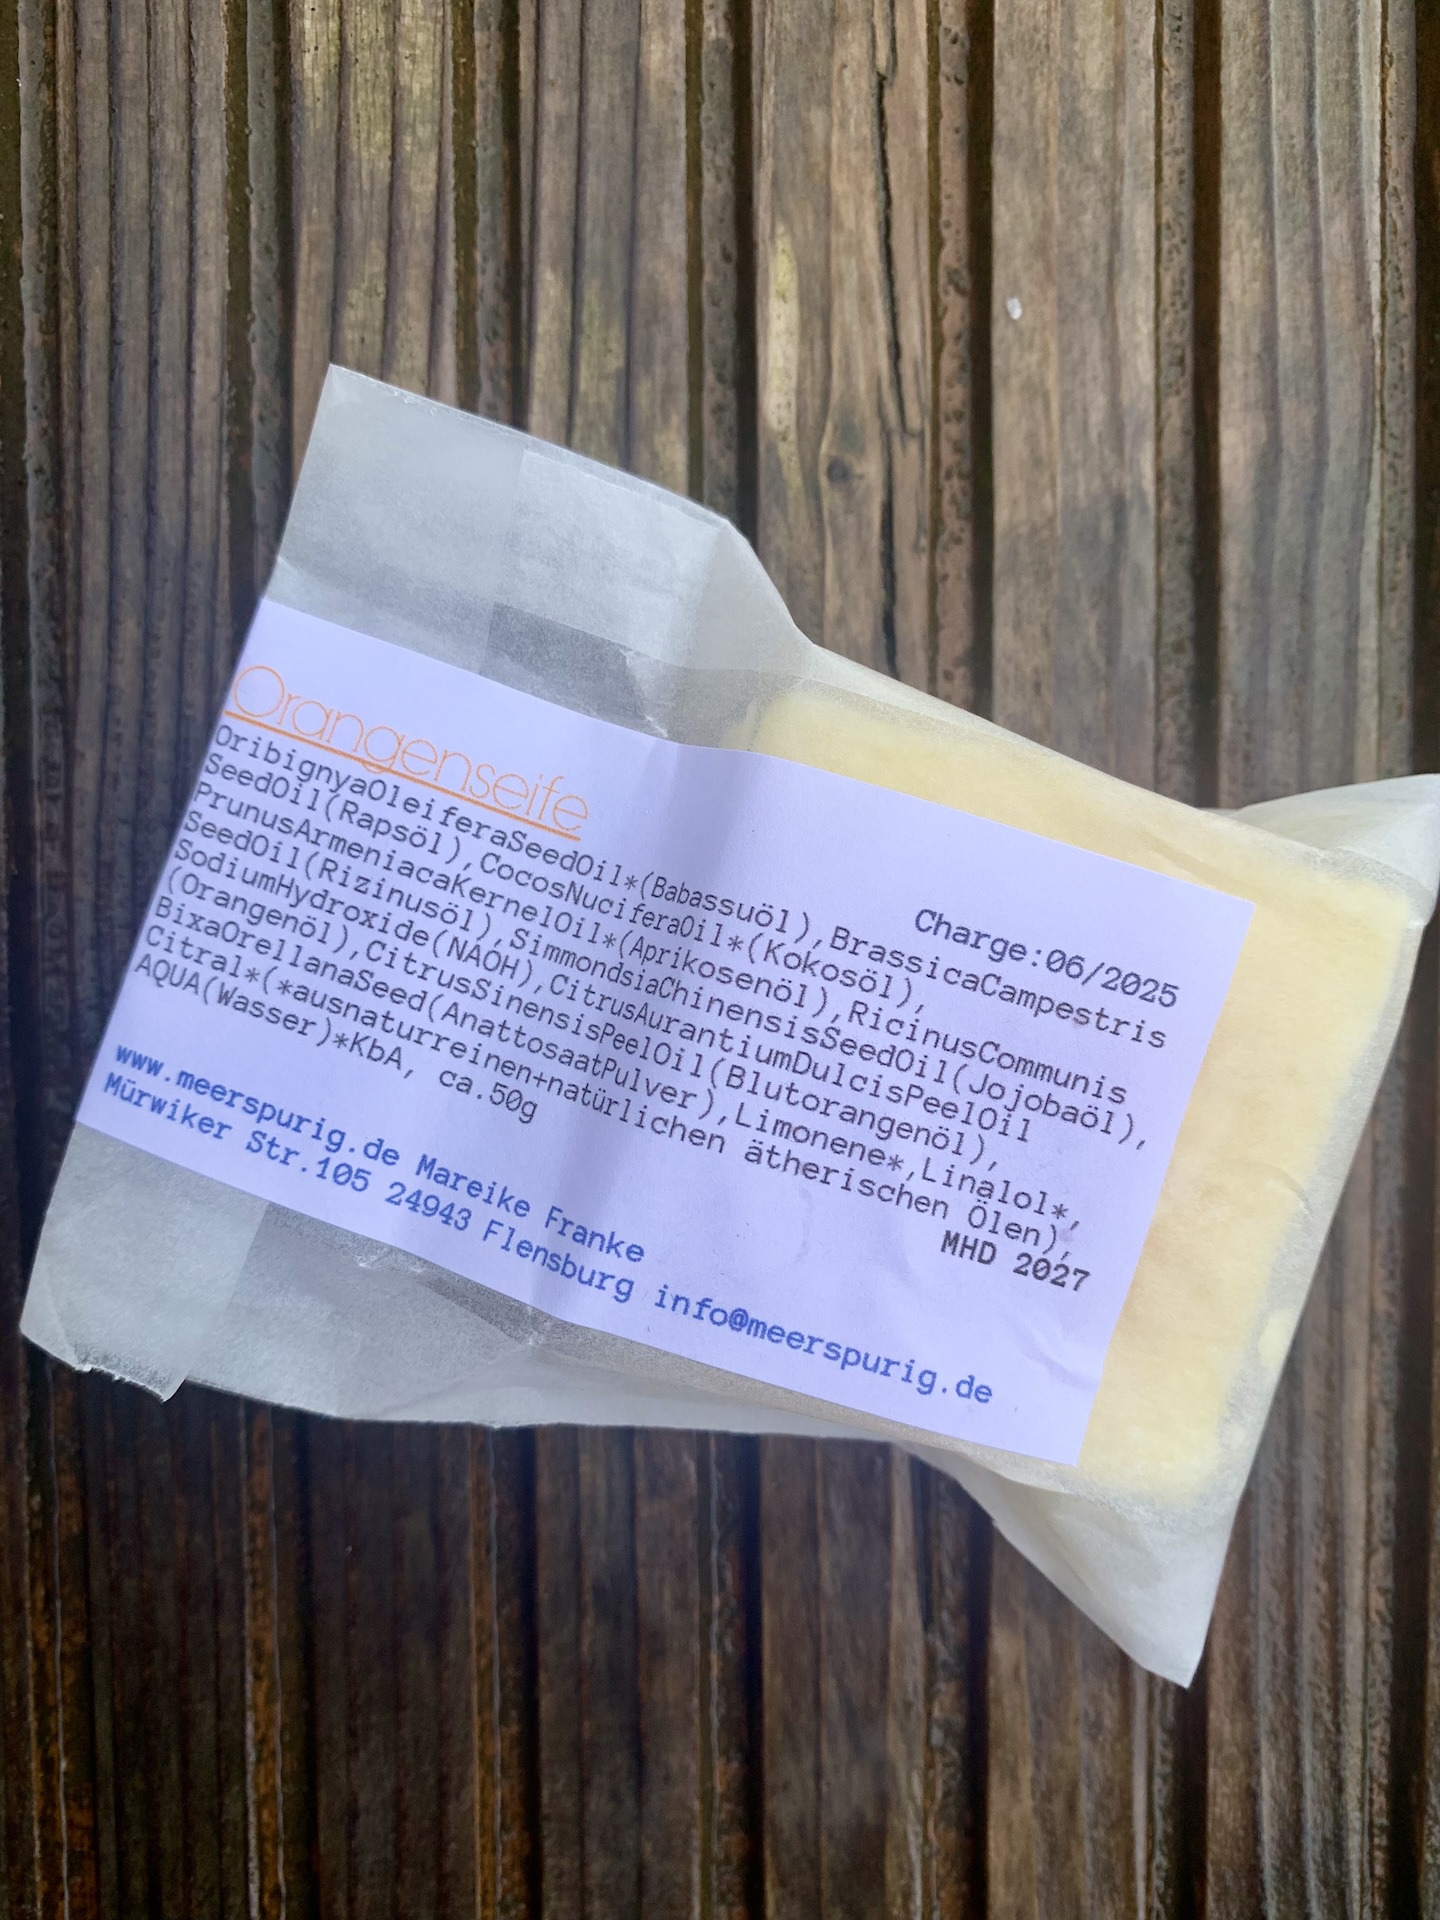 Orangenseife
Charge:06/2025
OribignyaOleiferaSeedOil*(Babassuöl),BrassicaCampestris
SeedOil(Rapsöl),CocosNuciferaOil*(Kokosöl),
PrunusArmeniacaKernelOil*(Aprikosenöl),RicinusCommunis
SeedOil(Rizinusöl),SimmondsiaChinensisSeedOil(Jojobaöl),
SodiumHydroxide(NAOH),CitrusAurantiumDulcisPeelOil
(Orangenöl),CitrusSinensisPeelOil(Blutorangenöl),
BixaOrellanaSeed(AnattosaatPulver),Limonene*,Linalol*,
Citral*(*ausnaturreinen+natürlichen ätherischen Ölen),
AQUA(Wasser)*KbA, ca.50g
MHD 2027
www.meerspurig.de Mareike Franke
Mürwiker Str.105 24943 Flensburg info@meerspurig.de